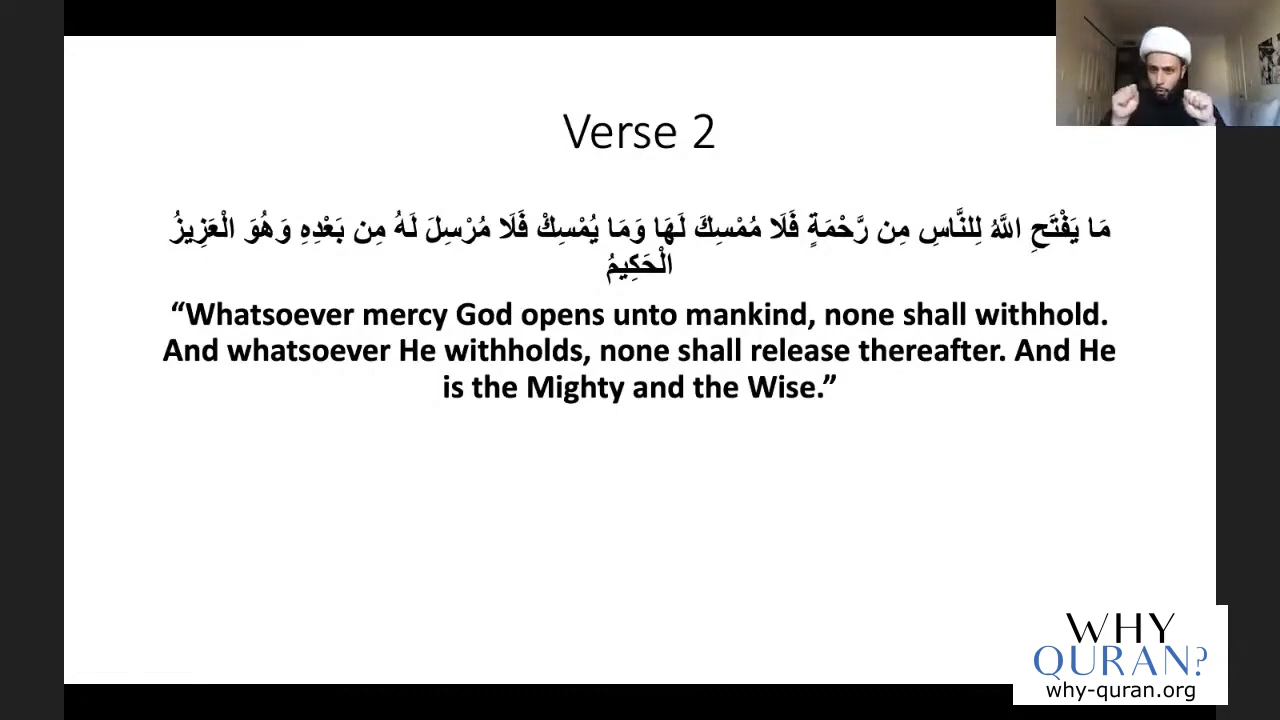 Verse 2
مَا يَفْتَحِ اللَّهُ لِلنَّاسِ مِن رَّحْمَةٍ فَلَا مُمْسِكَ لَهَا وَمَا يُمْسِكْ فَلَا مُرْسِلَ لَهُ مِن بَعْدِهِ وَهُوَ الْعَزِيزُ
الْحَكِيمُ
“Whatsoever mercy God opens unto mankind, none shall withhold.
And whatsoever He withholds, none shall release thereafter. And He
is the Mighty and the Wise.”
WHY
QURAN?
why-quran.org